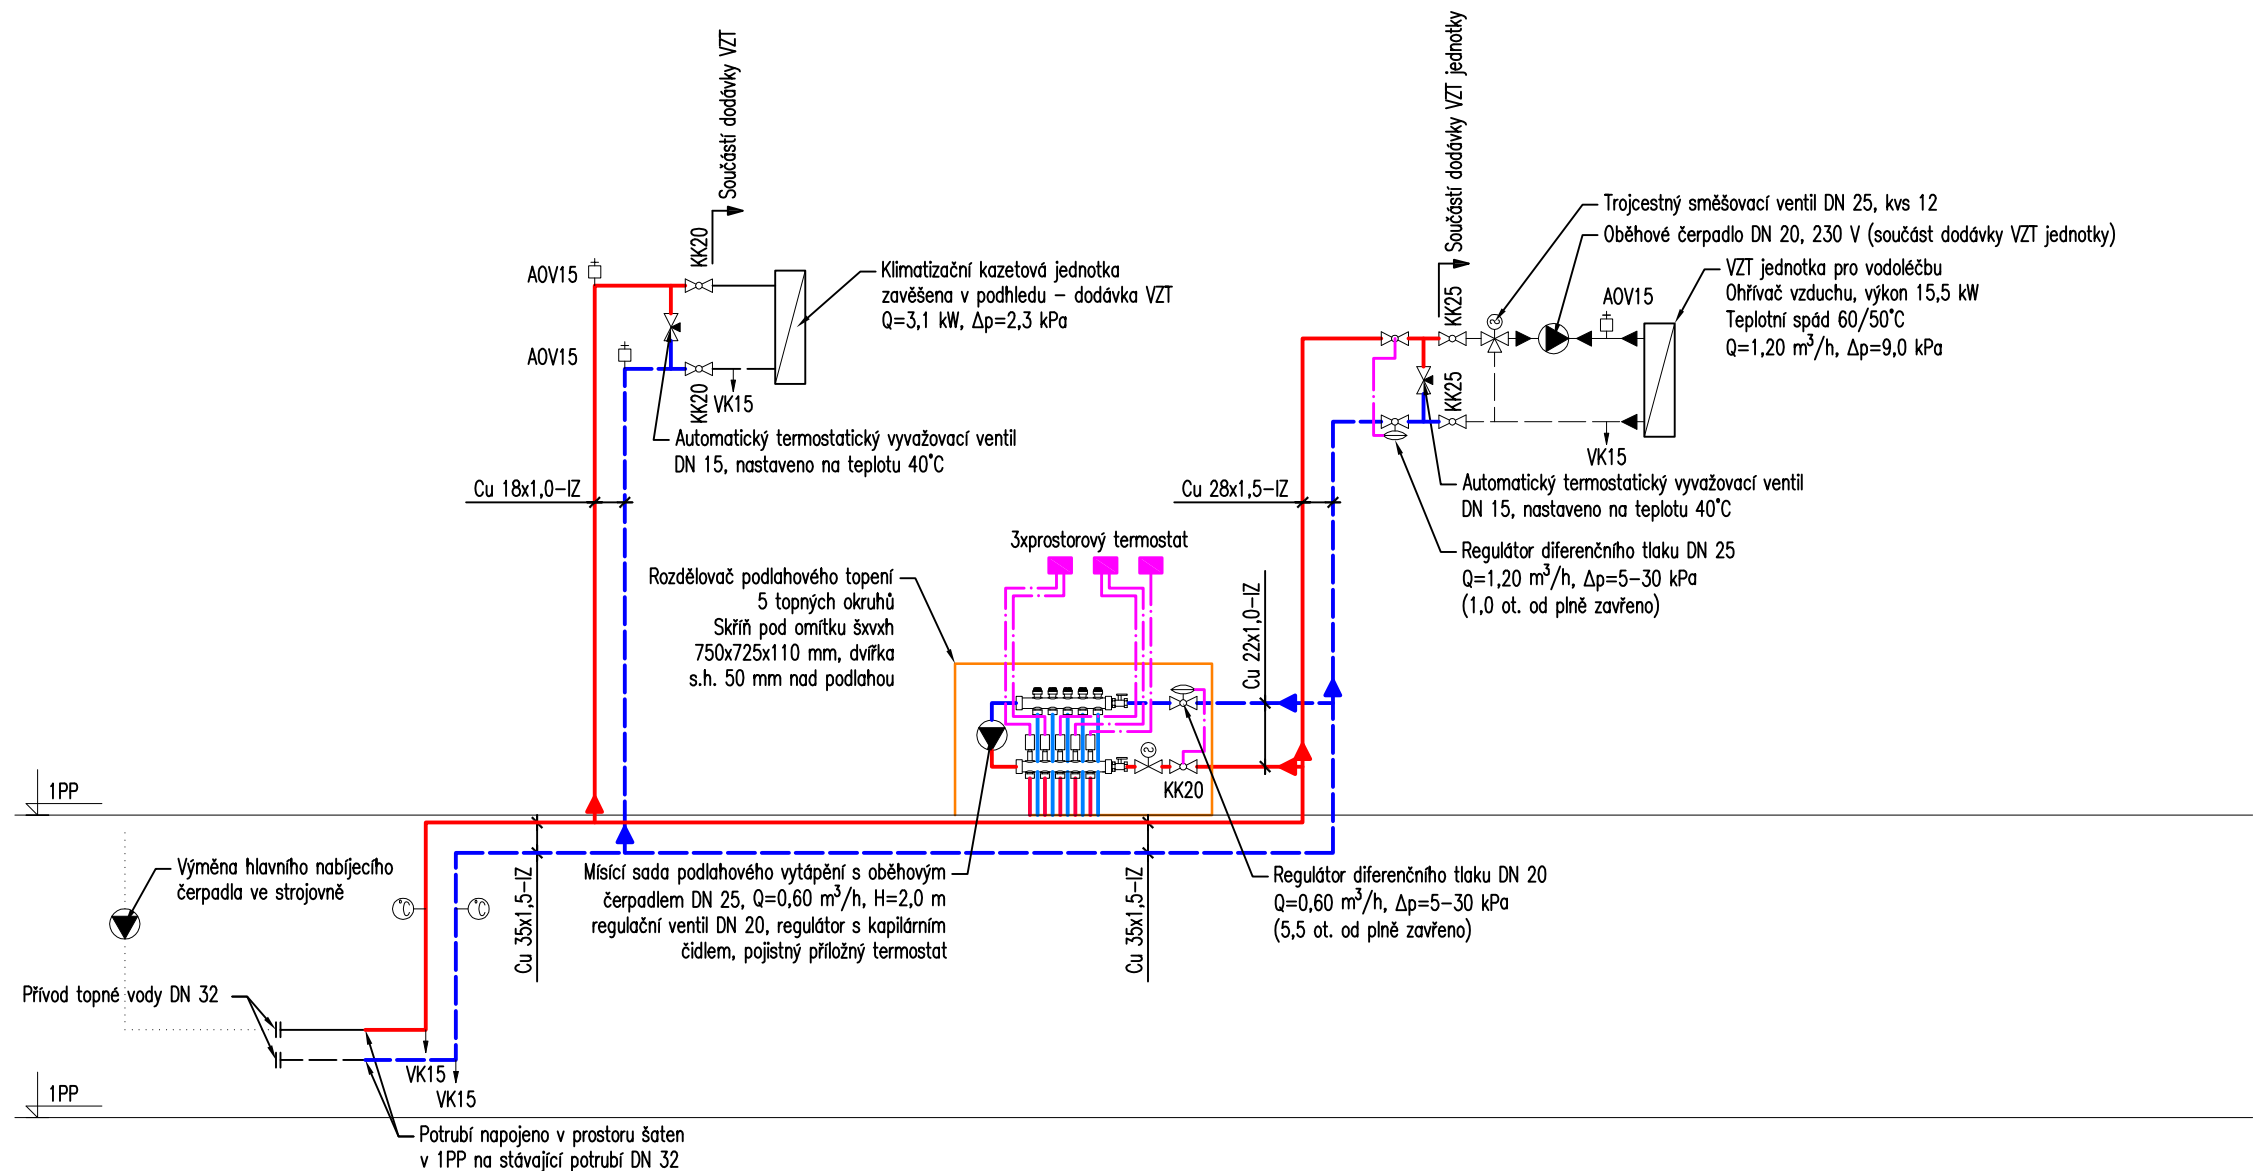 Součástí dodávky VZT
KK20
AOV15
AOV15
KK20
VK15
Klimatizační kazetová jednotka
zavěšena v podhledu – dodávka VZT
Q=3,1 kW, Δp=2,3 kPa
Automatický termostatický vyvažovací ventil
DN 15, nastaveno na teplotu 40°C
Cu 18x1,0-IZ
Součástí dodávky VZT jednotky
KK25
Trojcestný směšovací ventil DN 25, kvs 12
Oběhové čerpadlo DN 20, 230 V (součást dodávky VZT jednotky)
VZT jednotka pro vodoléčbu
Ohřívač vzduchu, výkon 15,5 kW
Teplotní spád 60/50°C
Q=1,20 m³/h, Δp=9,0 kPa
AOV15
KK25
VK15
Automatický termostatický vyvažovací ventil
DN 15, nastaveno na teplotu 40°C
Cu 28x1,5-IZ
Regulátor diferenčního tlaku DN 25
Q=1,20 m³/h, Δp=5-30 kPa
(1,0 ot. od plně zavřeno)
3xprostorový termostat
Rozdělovač podlahového topení
5 topných okruhů
Skříň pod omítku šxvxh
750x725x110 mm, dvířka
s.h. 50 mm nad podlahou
Cu 22x1,0-IZ
KK20
1PP
Výměna hlavního nabíjecího
čerpadla ve strojovně
°C
°C
Cu 35x1,5-IZ
Mísící sada podlahového vytápění s oběhovým
čerpadlem DN 25, Q=0,60 m³/h, H=2,0 m
regulační ventil DN 20, regulátor s kapilárním
čidlem, pojistný příložný termostat
Cu 35x1,5-IZ
Regulátor diferenčního tlaku DN 20
Q=0,60 m³/h, Δp=5-30 kPa
(5,5 ot. od plně zavřeno)
Přívod topné vody DN 32
VK15
VK15
1PP
Potrubí napojeno v prostoru šaten
v 1PP na stávající potrubí DN 32